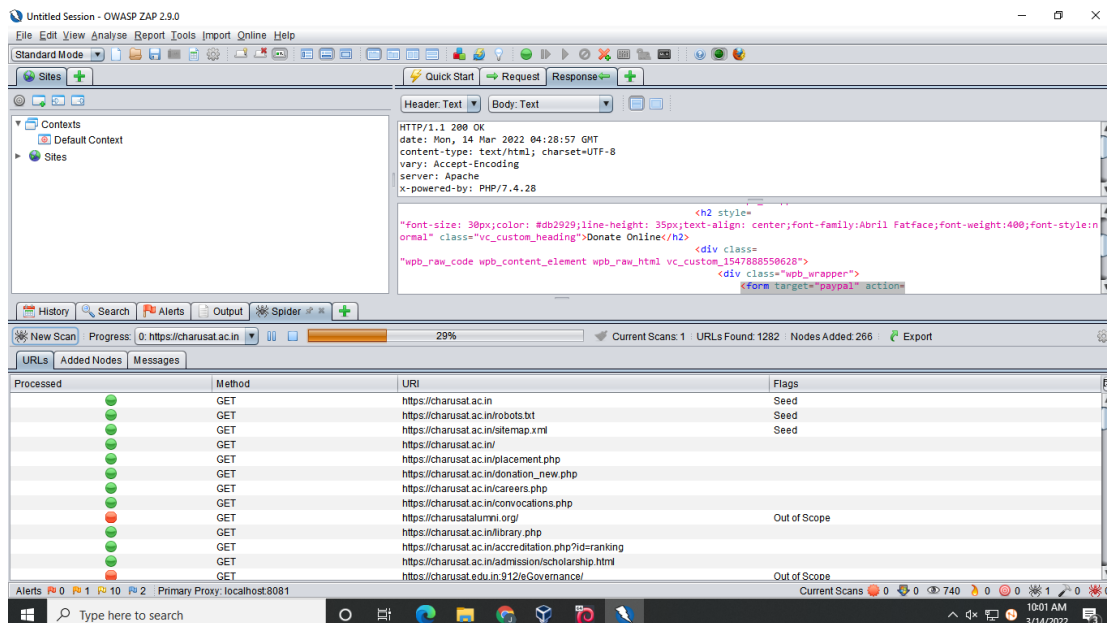 Untitled Session - OWASP ZAP 2.9.0
File Edit View Analyse Report Tools Import Online Help
Standard Mode
Sites
Quick Start Request Response
Header: Text Body: Text
Contexts
Default Context
Sites
HTTP/1.1 200 OK
date: Mon, 14 Mar 2022 04:28:57 GMT
content-type: text/html; charset=UTF-8
vary: Accept-Encoding
server: Apache
x-powered-by: PHP/7.4.28
<h2 style=
"font-size: 30px;color: #db2929;line-height: 35px;text-align: center;font-family:Abril Fatface;font-weight:400;font-style:n
ormal" class="vc_custom_heading">Donate Online</h2>
<div class=
"wpb_raw_code wpb_content_element wpb_raw_html vc_custom_1547888550628">
<div class="wpb_wrapper">
<form target="paypal" action=
History Search Alerts Output Spider
New Scan Progress: 0: https://charusat.ac.in 29% Current Scans: 1 URLs Found: 1282 Nodes Added: 266 Export
URLs Added Nodes Messages
Processed Method URI Flags
GET https://charusat.ac.in Seed
GET https://charusat.ac.in/robots.txt Seed
GET https://charusat.ac.in/sitemap.xml Seed
GET https://charusat.ac.in/
GET https://charusat.ac.in/placement.php
GET https://charusat.ac.in/donation_new.php
GET https://charusat.ac.in/careers.php
GET https://charusat.ac.in/convocations.php
GET https://charusatalumni.org/ Out of Scope
GET https://charusat.ac.in/library.php
GET https://charusat.ac.in/accreditation.php?id=ranking
GET https://charusat.ac.in/admission/scholarship.html
GET https://charusat.edu.in:912/eGovernance/ Out of Scope
Alerts 0 1 10 2 Primary Proxy: localhost:8081 Current Scans 0 0 740 0 0 1 0 0
Type here to search 10:01 AM
3/14/2022